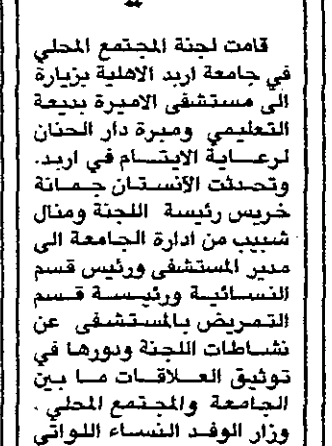 قامت لجنة المجتمع المحلي
في جامعة اربد الاهلية بزيارة
الى مستشفى الاميرة بديعة
التعليمي ومبرة دار الحنان
لرعاية الايتام في اربد.
وتحدثت الآنستان جمانة
خريس رئيسة اللجنة ومنال
شبيب من ادارة الجامعة الى
مدير المستشفى ورئيس قسم
النسائية ورئيسة قسم
التمريض بالمستشفى عن
نشاطات اللجنة ودورها في
توثيق العلاقات ما بين
الجامعة والمجتمع المحلي.
وزار الوفد النساء اللواتي